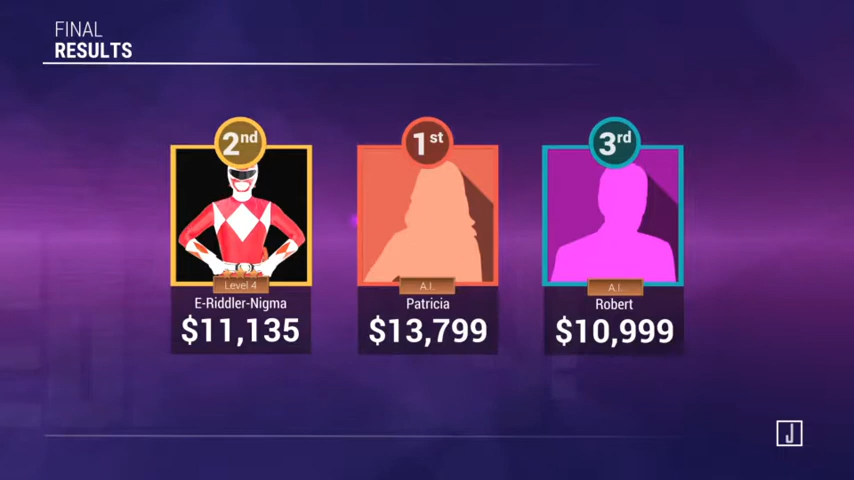 FINAL
RESULTS
2nd
1st
3rd
Level 4
A.I.
A.I.
E-Riddler-Nigma
Patricia
Robert
$11,135
$13,799
$10,999
J